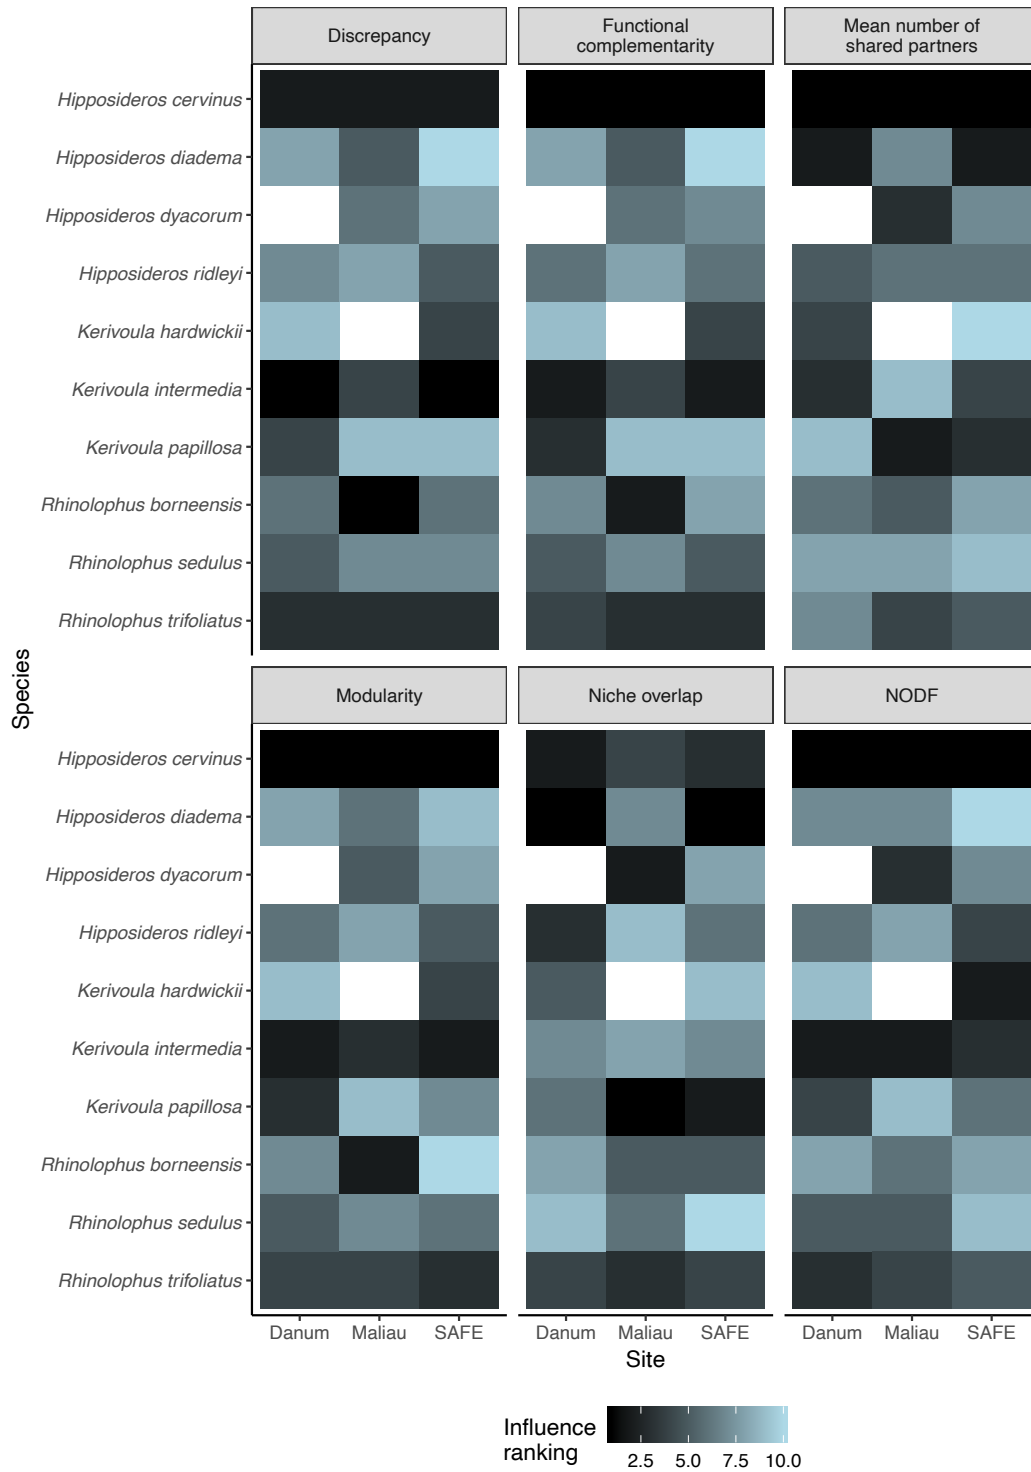 Discrepancy
Functional
complementarity
Mean number of
shared partners
Hipposideros cervinus
Hipposideros diadema
Hipposideros dyacorum
Hipposideros ridleyi
Kerivoula hardwickii
Kerivoula intermedia
Kerivoula papillosa
Rhinolophus borneensis
Rhinolophus sedulus
Rhinolophus trifoliatus
Species
Modularity
Niche overlap
NODF
Hipposideros cervinus
Hipposideros diadema
Hipposideros dyacorum
Hipposideros ridleyi
Kerivoula hardwickii
Kerivoula intermedia
Kerivoula papillosa
Rhinolophus borneensis
Rhinolophus sedulus
Rhinolophus trifoliatus
Danum Maliau SAFE Danum Maliau SAFE Danum Maliau SAFE
Site
Influence
ranking
2.5 5.0 7.5 10.0